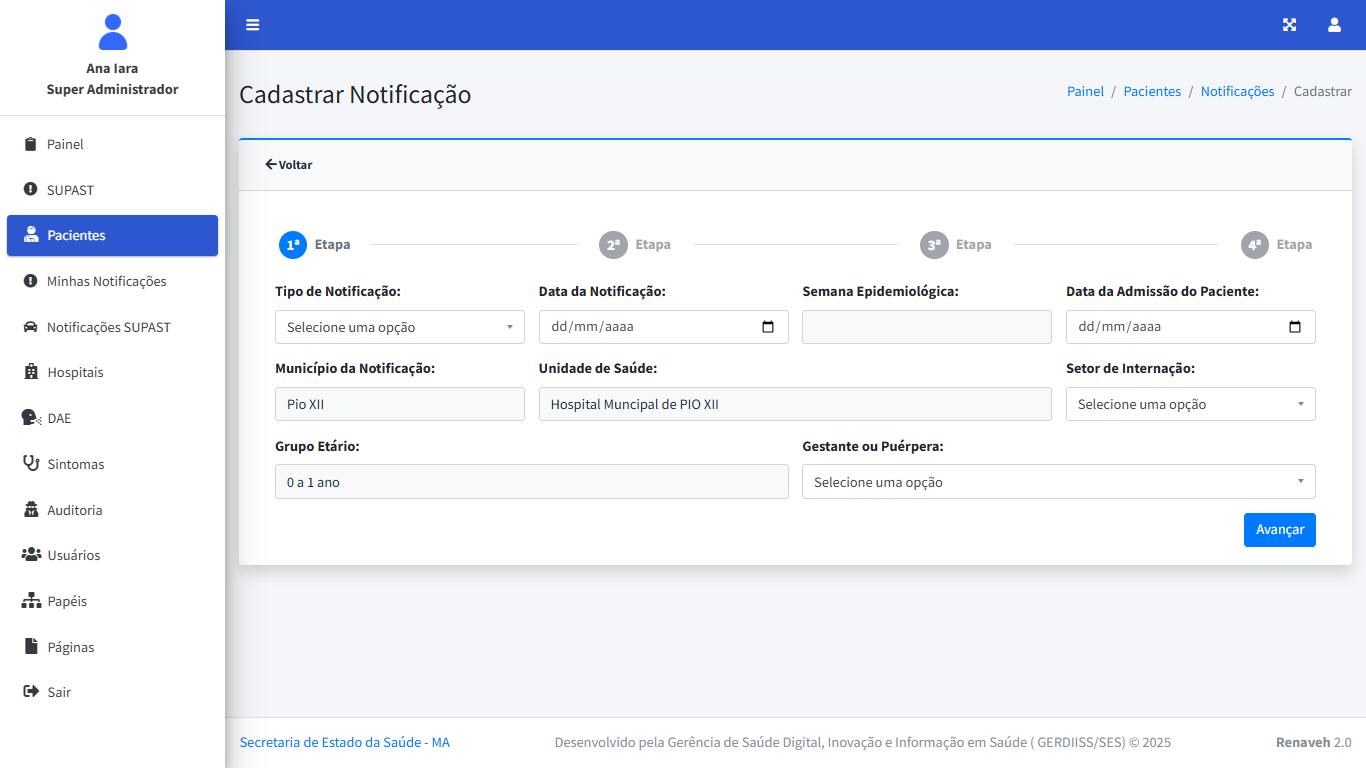 Ana Iara
Super Administrador
Painel
SUPAST
Pacientes
Minhas Notificações
Notificações SUPAST
Hospitais
DAE
Sintomas
Auditoria
Usuários
Papéis
Páginas
Sair
Cadastrar Notificação
Painel / Pacientes / Notificações / Cadastrar
Voltar
1ª Etapa 2ª Etapa 3ª Etapa 4ª Etapa
Tipo de Notificação: Data da Notificação: Semana Epidemiológica: Data da Admissão do Paciente:
Selecione uma opção dd/mm/aaaa dd/mm/aaaa
Município da Notificação: Unidade de Saúde: Setor de Internação:
Pio XII Hospital Muncipal de PIO XII Selecione uma opção
Grupo Etário: Gestante ou Puérpera:
0 a 1 ano Selecione uma opção
Avançar
Secretaria de Estado da Saúde - MA Desenvolvido pela Gerência de Saúde Digital, Inovação e Informação em Saúde ( GERDIISS/SES) © 2025 Renaveh 2.0